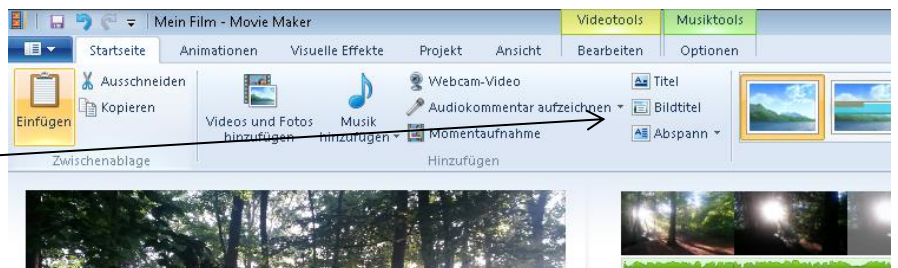 Mein Film - Movie Maker
Videotools
Musiktools
Startseite
Animationen
Visuelle Effekte
Projekt
Ansicht
Bearbeiten
Optionen
Einfügen
Ausschneiden
Kopieren
Zwischenablage
Videos und Fotos
hinzufügen
Musik
hinzufügen
Webcam-Video
Audiokommentar aufzeichnen
Momentaufnahme
Titel
Bildtitel
Abspann
Hinzufügen